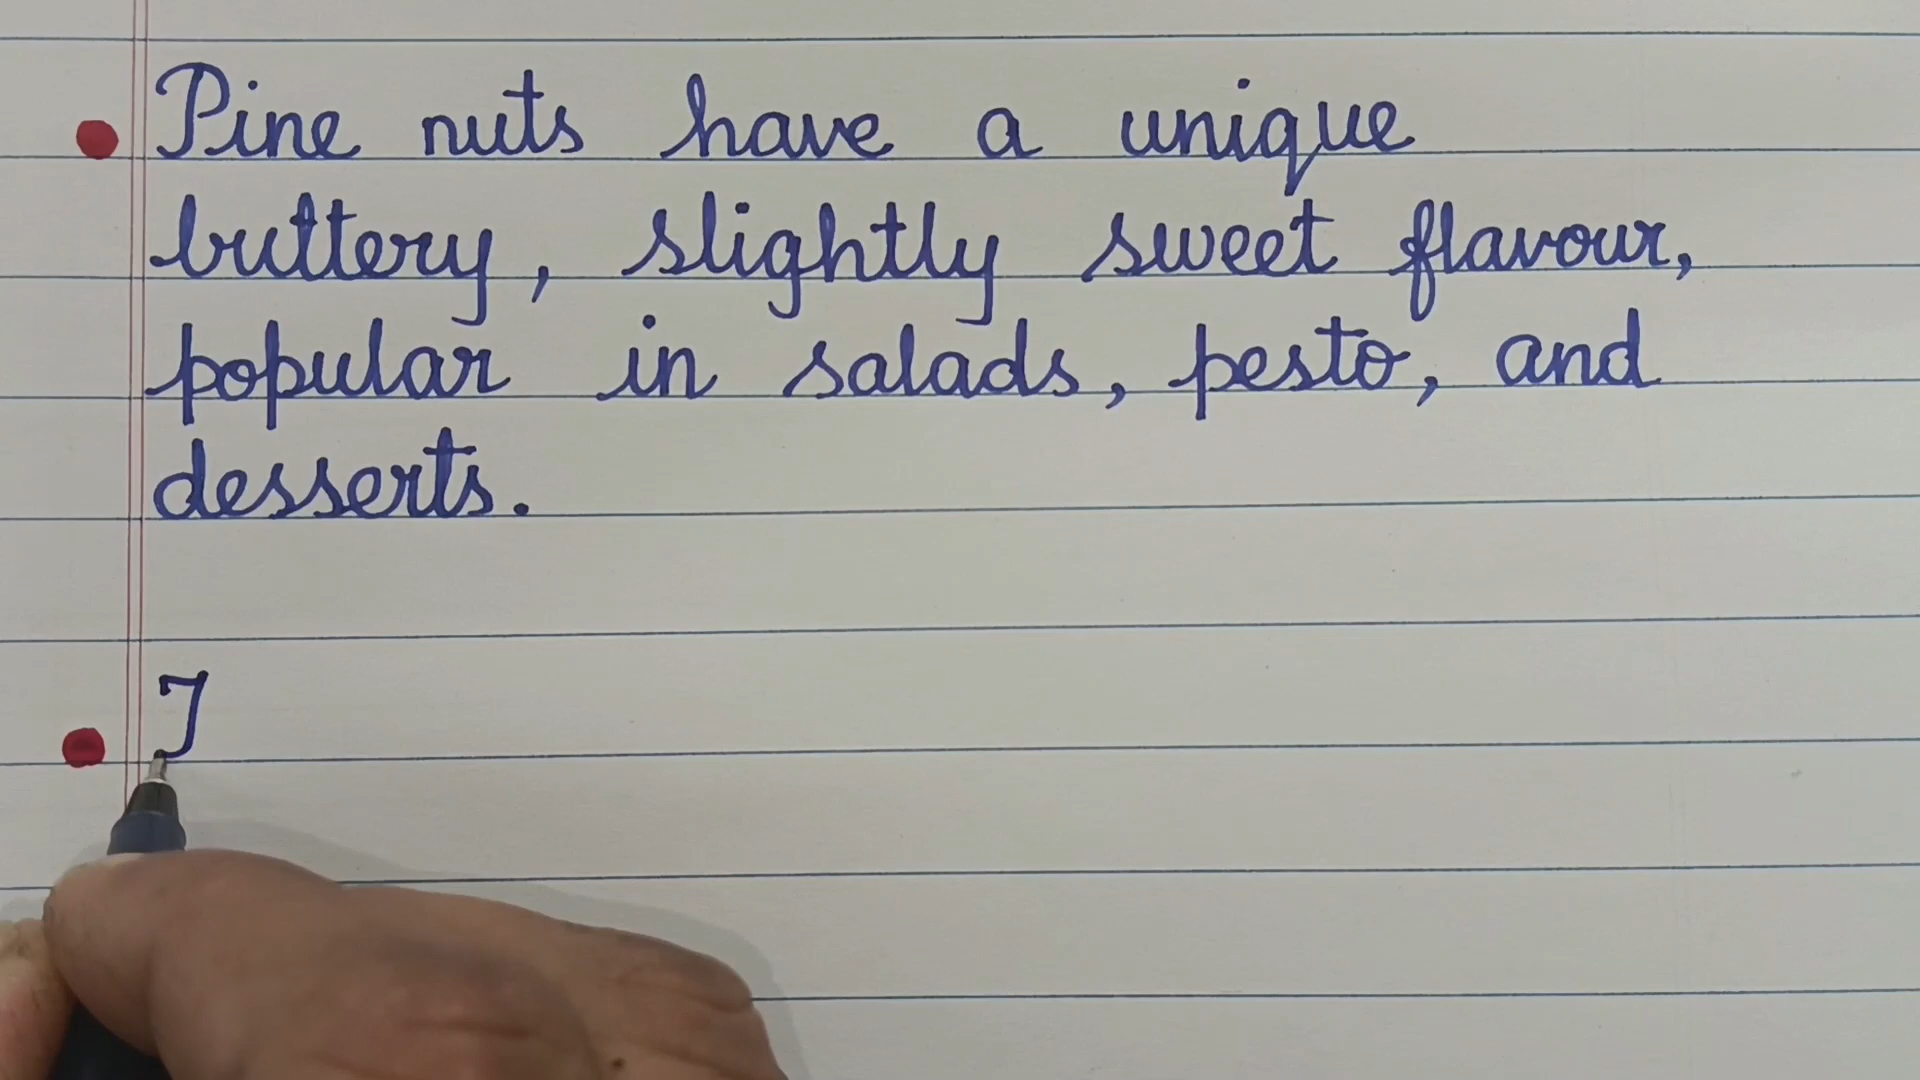 Pine nuts have a unique
buttery, slightly sweet flavour,
popular in salads, pesto, and
desserts.